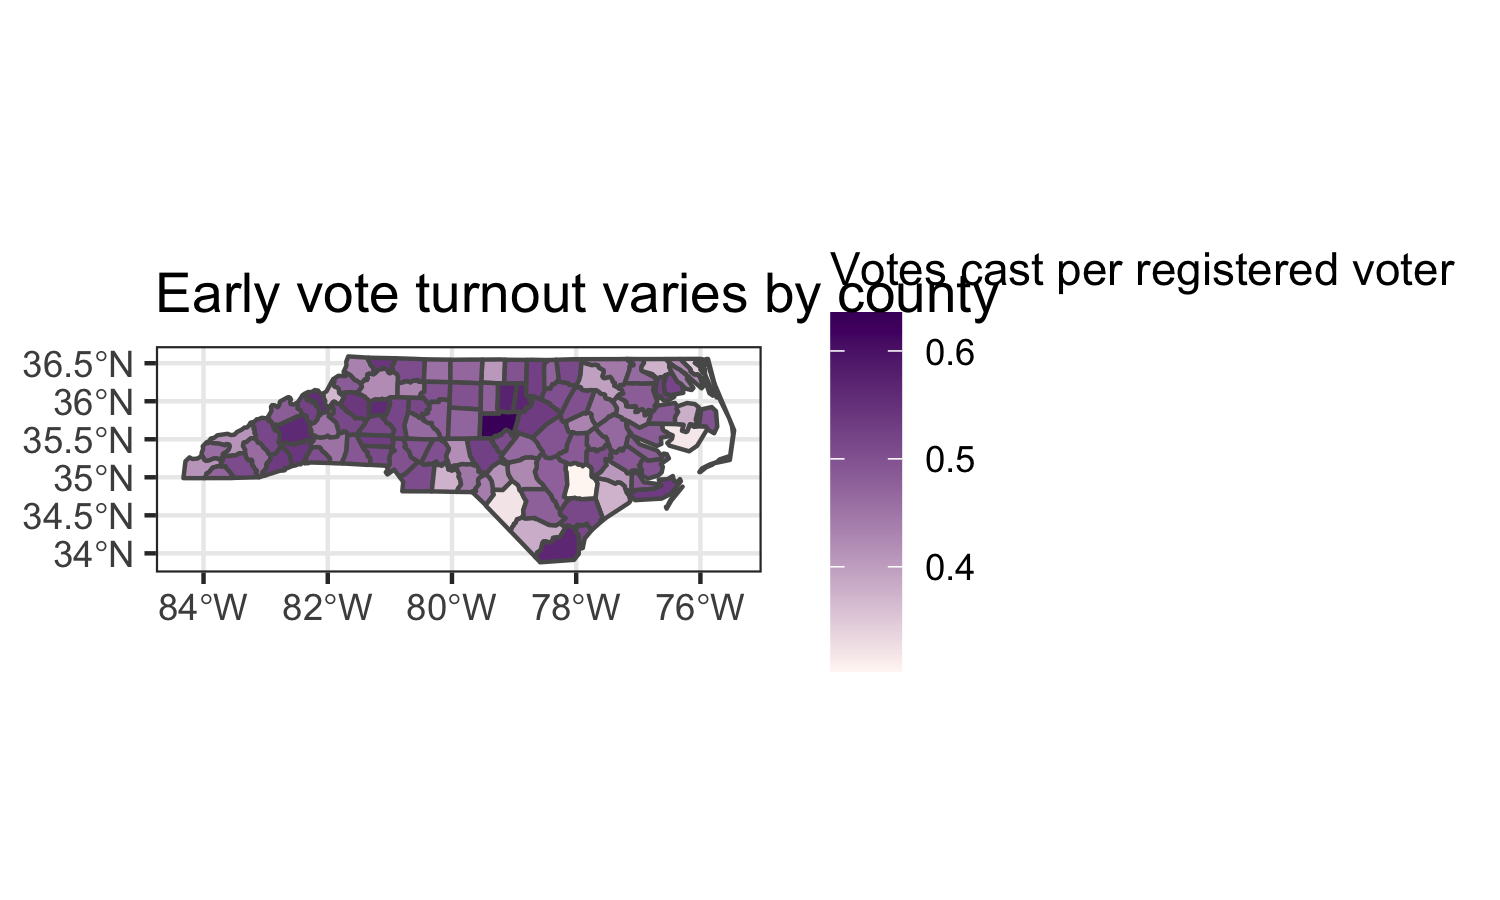 Early vote turnout varies by county
Votes cast per registered voter
36.5°N
36°N
35.5°N
35°N
34.5°N
34°N
84°W
82°W
80°W
78°W
76°W
0.6
0.5
0.4